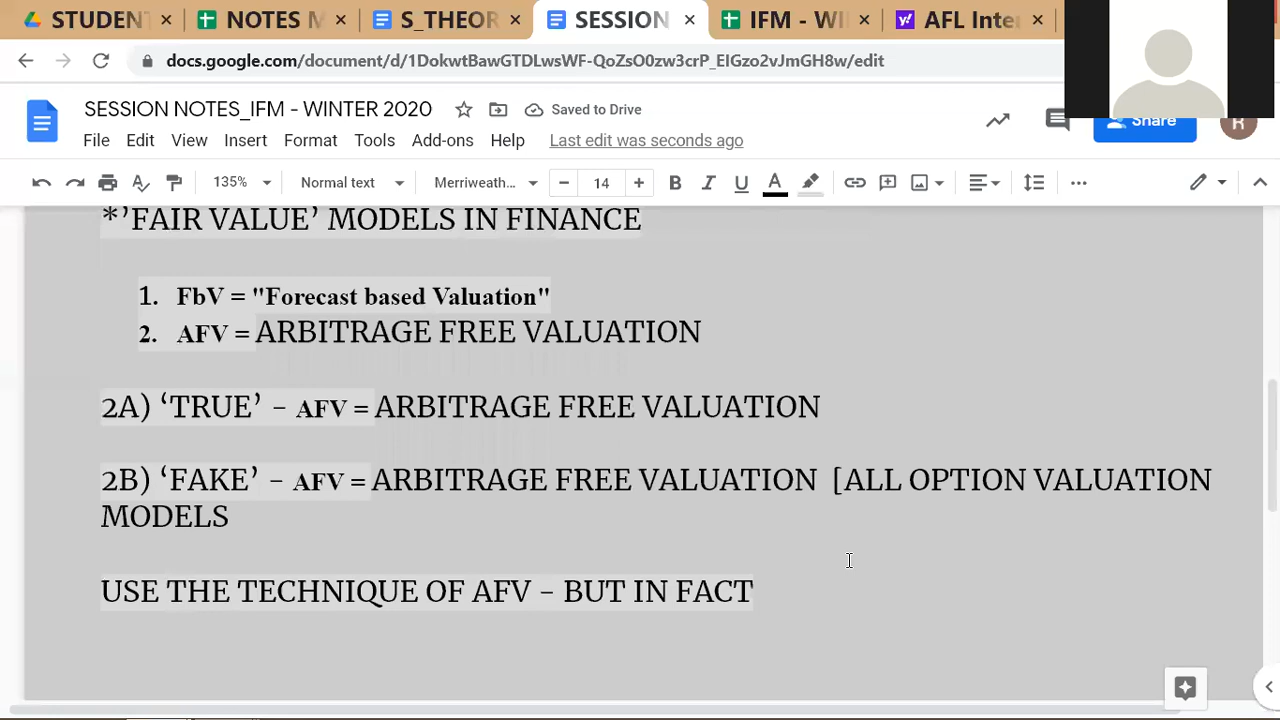 STUDENT
NOTES M
S_THEOR
SESSION
IFM - WI
AFL Inte
docs.google.com/document/d/1DokwtBawGTDLwsWF-QoZsO0zw3crP_EIGzo2vJmGH8w/edit
SESSION NOTES_IFM - WINTER 2020
Saved to Drive
Share
R
File Edit View Insert Format Tools Add-ons Help Last edit was seconds ago
135% Normal text Merriweath... 14 B I U A
*’FAIR VALUE’ MODELS IN FINANCE
1. FbV = "Forecast based Valuation"
2. AFV = ARBITRAGE FREE VALUATION
2A) ‘TRUE’ - AFV = ARBITRAGE FREE VALUATION
2B) ‘FAKE’ - AFV = ARBITRAGE FREE VALUATION [ALL OPTION VALUATION
MODELS
USE THE TECHNIQUE OF AFV - BUT IN FACT